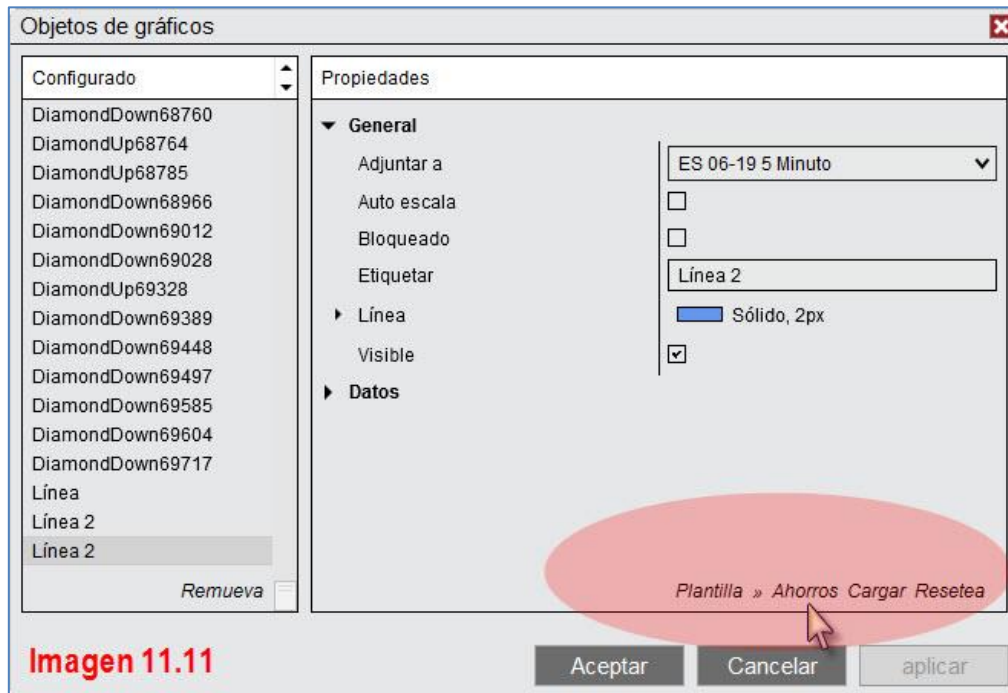 Objetos de gráficos
Configurado
DiamondDown68760
DiamondUp68764
DiamondUp68785
DiamondDown68966
DiamondDown69012
DiamondDown69028
DiamondUp69328
DiamondDown69389
DiamondDown69448
DiamondDown69497
DiamondDown69585
DiamondDown69604
DiamondDown69717
Línea
Línea 2
Línea 2
Remueva
Propiedades
General
Adjuntar a ES 06-19 5 Minuto
Auto escala
Bloqueado
Etiquetar Línea 2
Línea Sólido, 2px
Visible
Datos
Plantilla » Ahorros Cargar Resetea
Imagen 11.11
Aceptar Cancelar aplicar